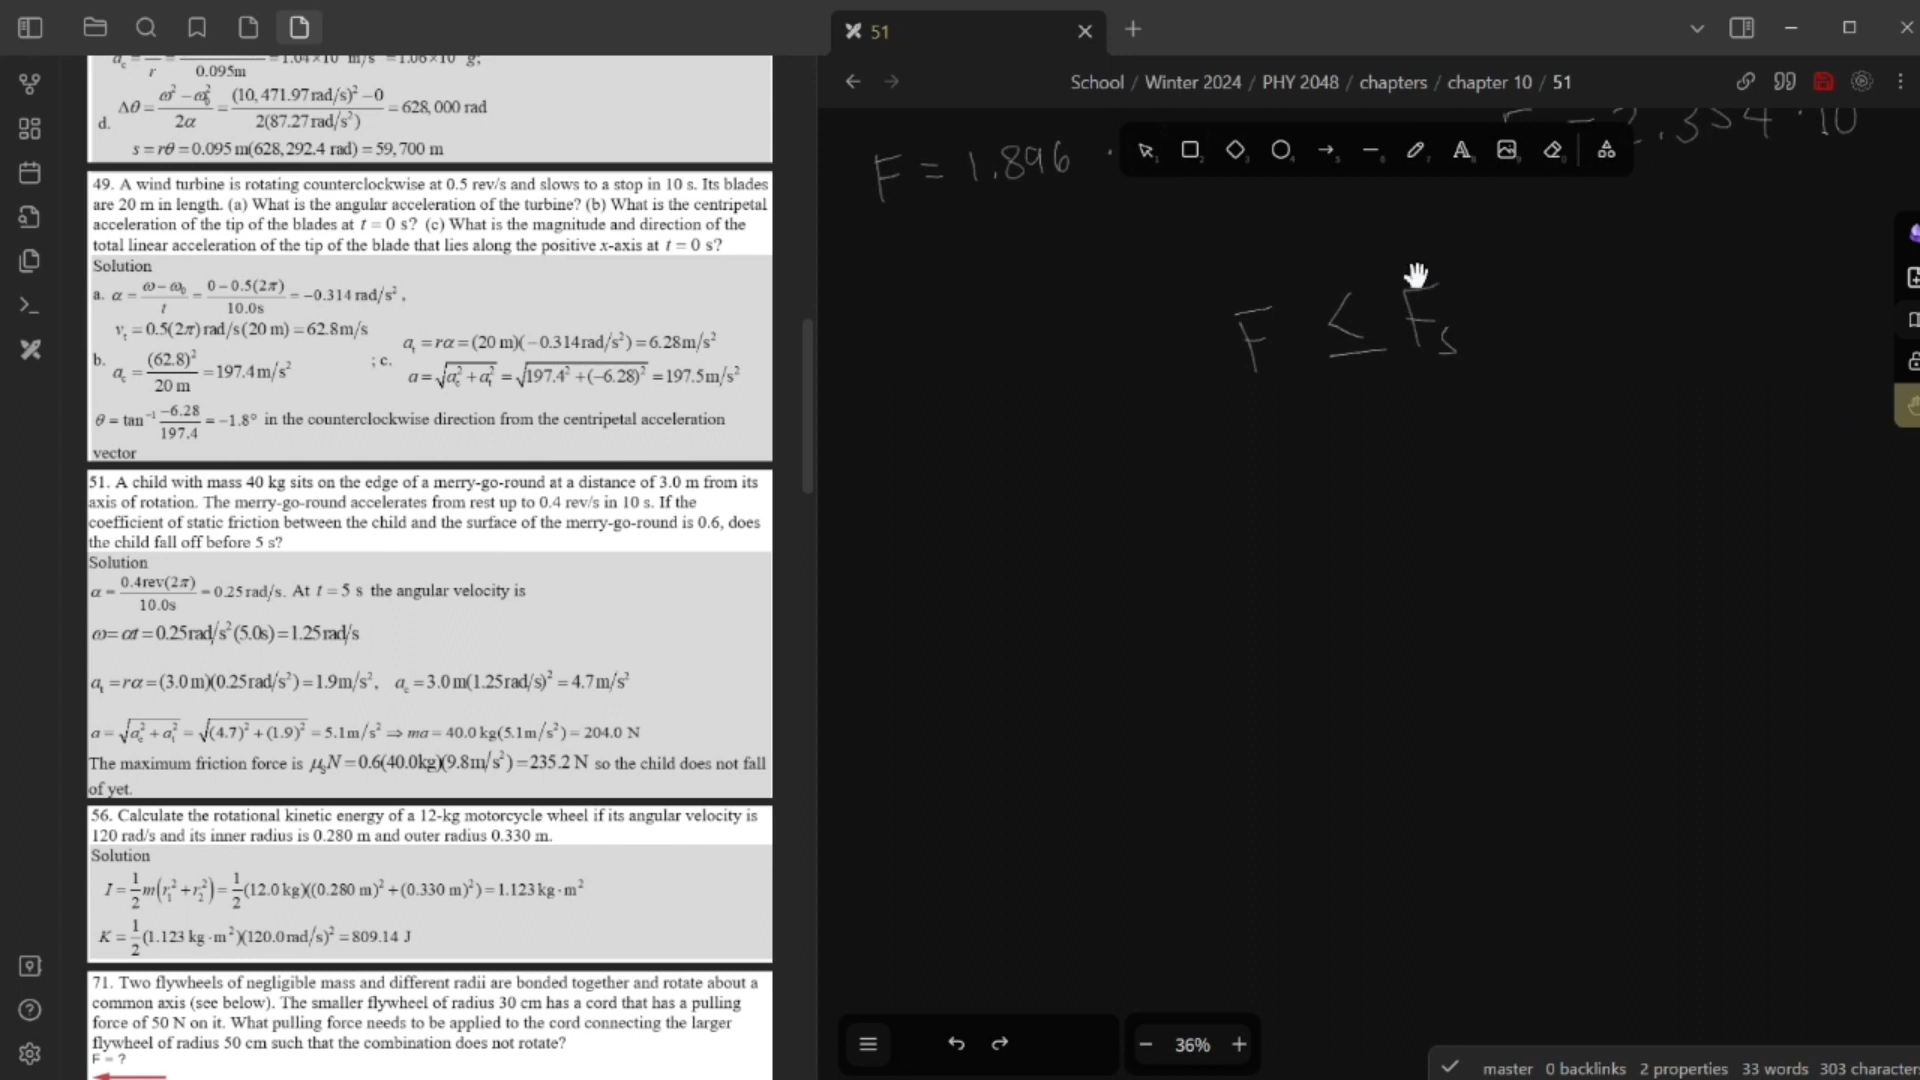 51
School / Winter 2024 / PHY 2048 / chapters / chapter 10 / 51
0.095m
d. Δθ = (ω² − ω₀²)/2α = ((10,471.97 rad/s)² − 0)/2(87.27 rad/s²) = 628,000 rad
s = rθ = 0.095 m(628,292.4 rad) = 59,700 m
49. A wind turbine is rotating counterclockwise at 0.5 rev/s and slows to a stop in 10 s. Its blades
are 20 m in length. (a) What is the angular acceleration of the turbine? (b) What is the centripetal
acceleration of the tip of the blades at t = 0 s? (c) What is the magnitude and direction of the
total linear acceleration of the tip of the blade that lies along the positive x-axis at t = 0 s?
Solution
a. α = (ω − ω₀)/t = (0 − 0.5(2π))/10.0s = −0.314 rad/s²,
vₜ = 0.5(2π) rad/s(20 m) = 62.8m/s
b. a_c = (62.8)²/20 m = 197.4m/s²
; c. aₜ = rα = (20 m)(−0.314 rad/s²) = 6.28m/s²
a = √(a_c² + aₜ²) = √(197.4² + (−6.28)²) = 197.5m/s²
θ = tan⁻¹ −6.28/197.4 = −1.8° in the counterclockwise direction from the centripetal acceleration
vector
51. A child with mass 40 kg sits on the edge of a merry-go-round at a distance of 3.0 m from its
axis of rotation. The merry-go-round accelerates from rest up to 0.4 rev/s in 10 s. If the
coefficient of static friction between the child and the surface of the merry-go-round is 0.6, does
the child fall off before 5 s?
Solution
α = 0.4rev(2π)/10.0s = 0.25 rad/s. At t = 5 s the angular velocity is
ω = αt = 0.25rad/s²(5.0s) = 1.25rad/s
aₜ = rα = (3.0m)(0.25rad/s²) = 1.9m/s², a_c = 3.0m(1.25rad/s)² = 4.7m/s²
a = √(a_c² + aₜ²) = √((4.7)² + (1.9)²) = 5.1m/s² ⇒ ma = 40.0kg(5.1m/s²) = 204.0 N
The maximum friction force is μₛN = 0.6(40.0kg)(9.8m/s²) = 235.2 N so the child does not fall
of yet.
56. Calculate the rotational kinetic energy of a 12-kg motorcycle wheel if its angular velocity is
120 rad/s and its inner radius is 0.280 m and outer radius 0.330 m.
Solution
I = ½m(r₁² + r₂²) = ½(12.0 kg)((0.280 m)² + (0.330 m)²) = 1.123 kg·m²
K = ½(1.123 kg·m²)(120.0 rad/s)² = 809.14 J
71. Two flywheels of negligible mass and different radii are bonded together and rotate about a
common axis (see below). The smaller flywheel of radius 30 cm has a cord that has a pulling
force of 50 N on it. What pulling force needs to be applied to the cord connecting the larger
flywheel of radius 50 cm such that the combination does not rotate?
F = ?
F = 1.896 ·
F ≤ Fₛ
36%
master 0 backlinks 2 properties 33 words 303 character